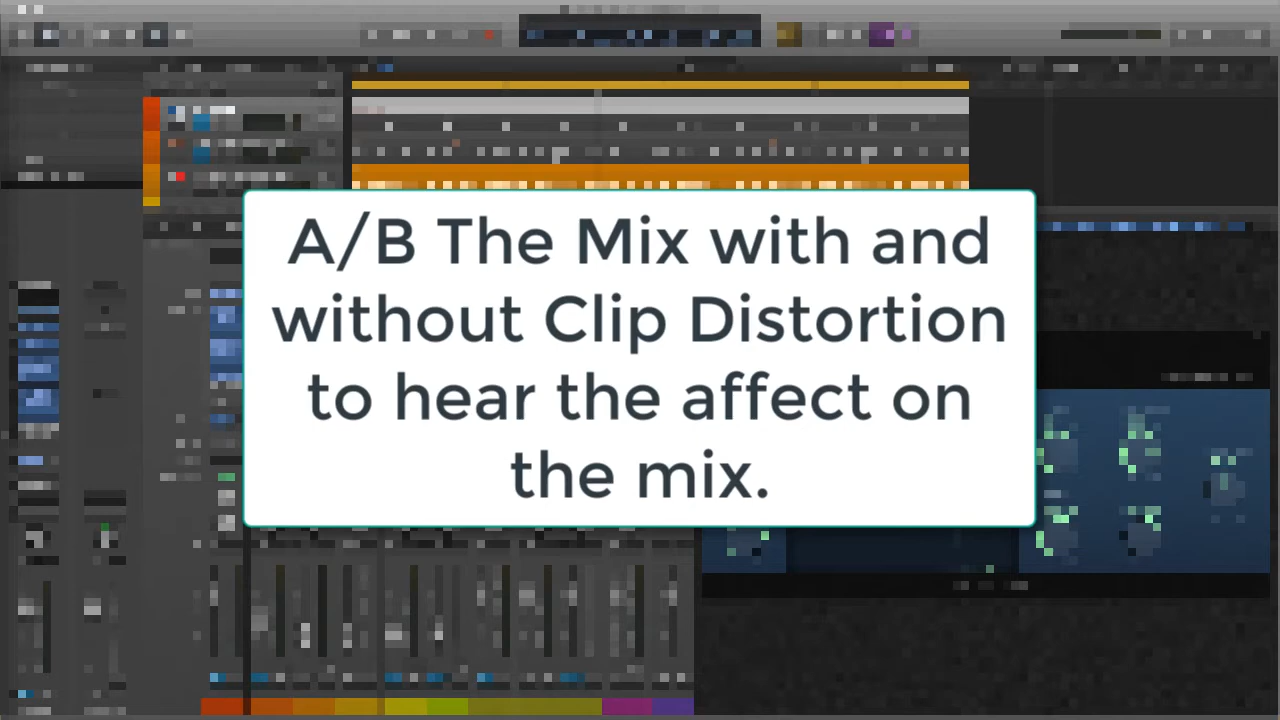 A/B The Mix with and
without Clip Distortion
to hear the affect on
the mix.